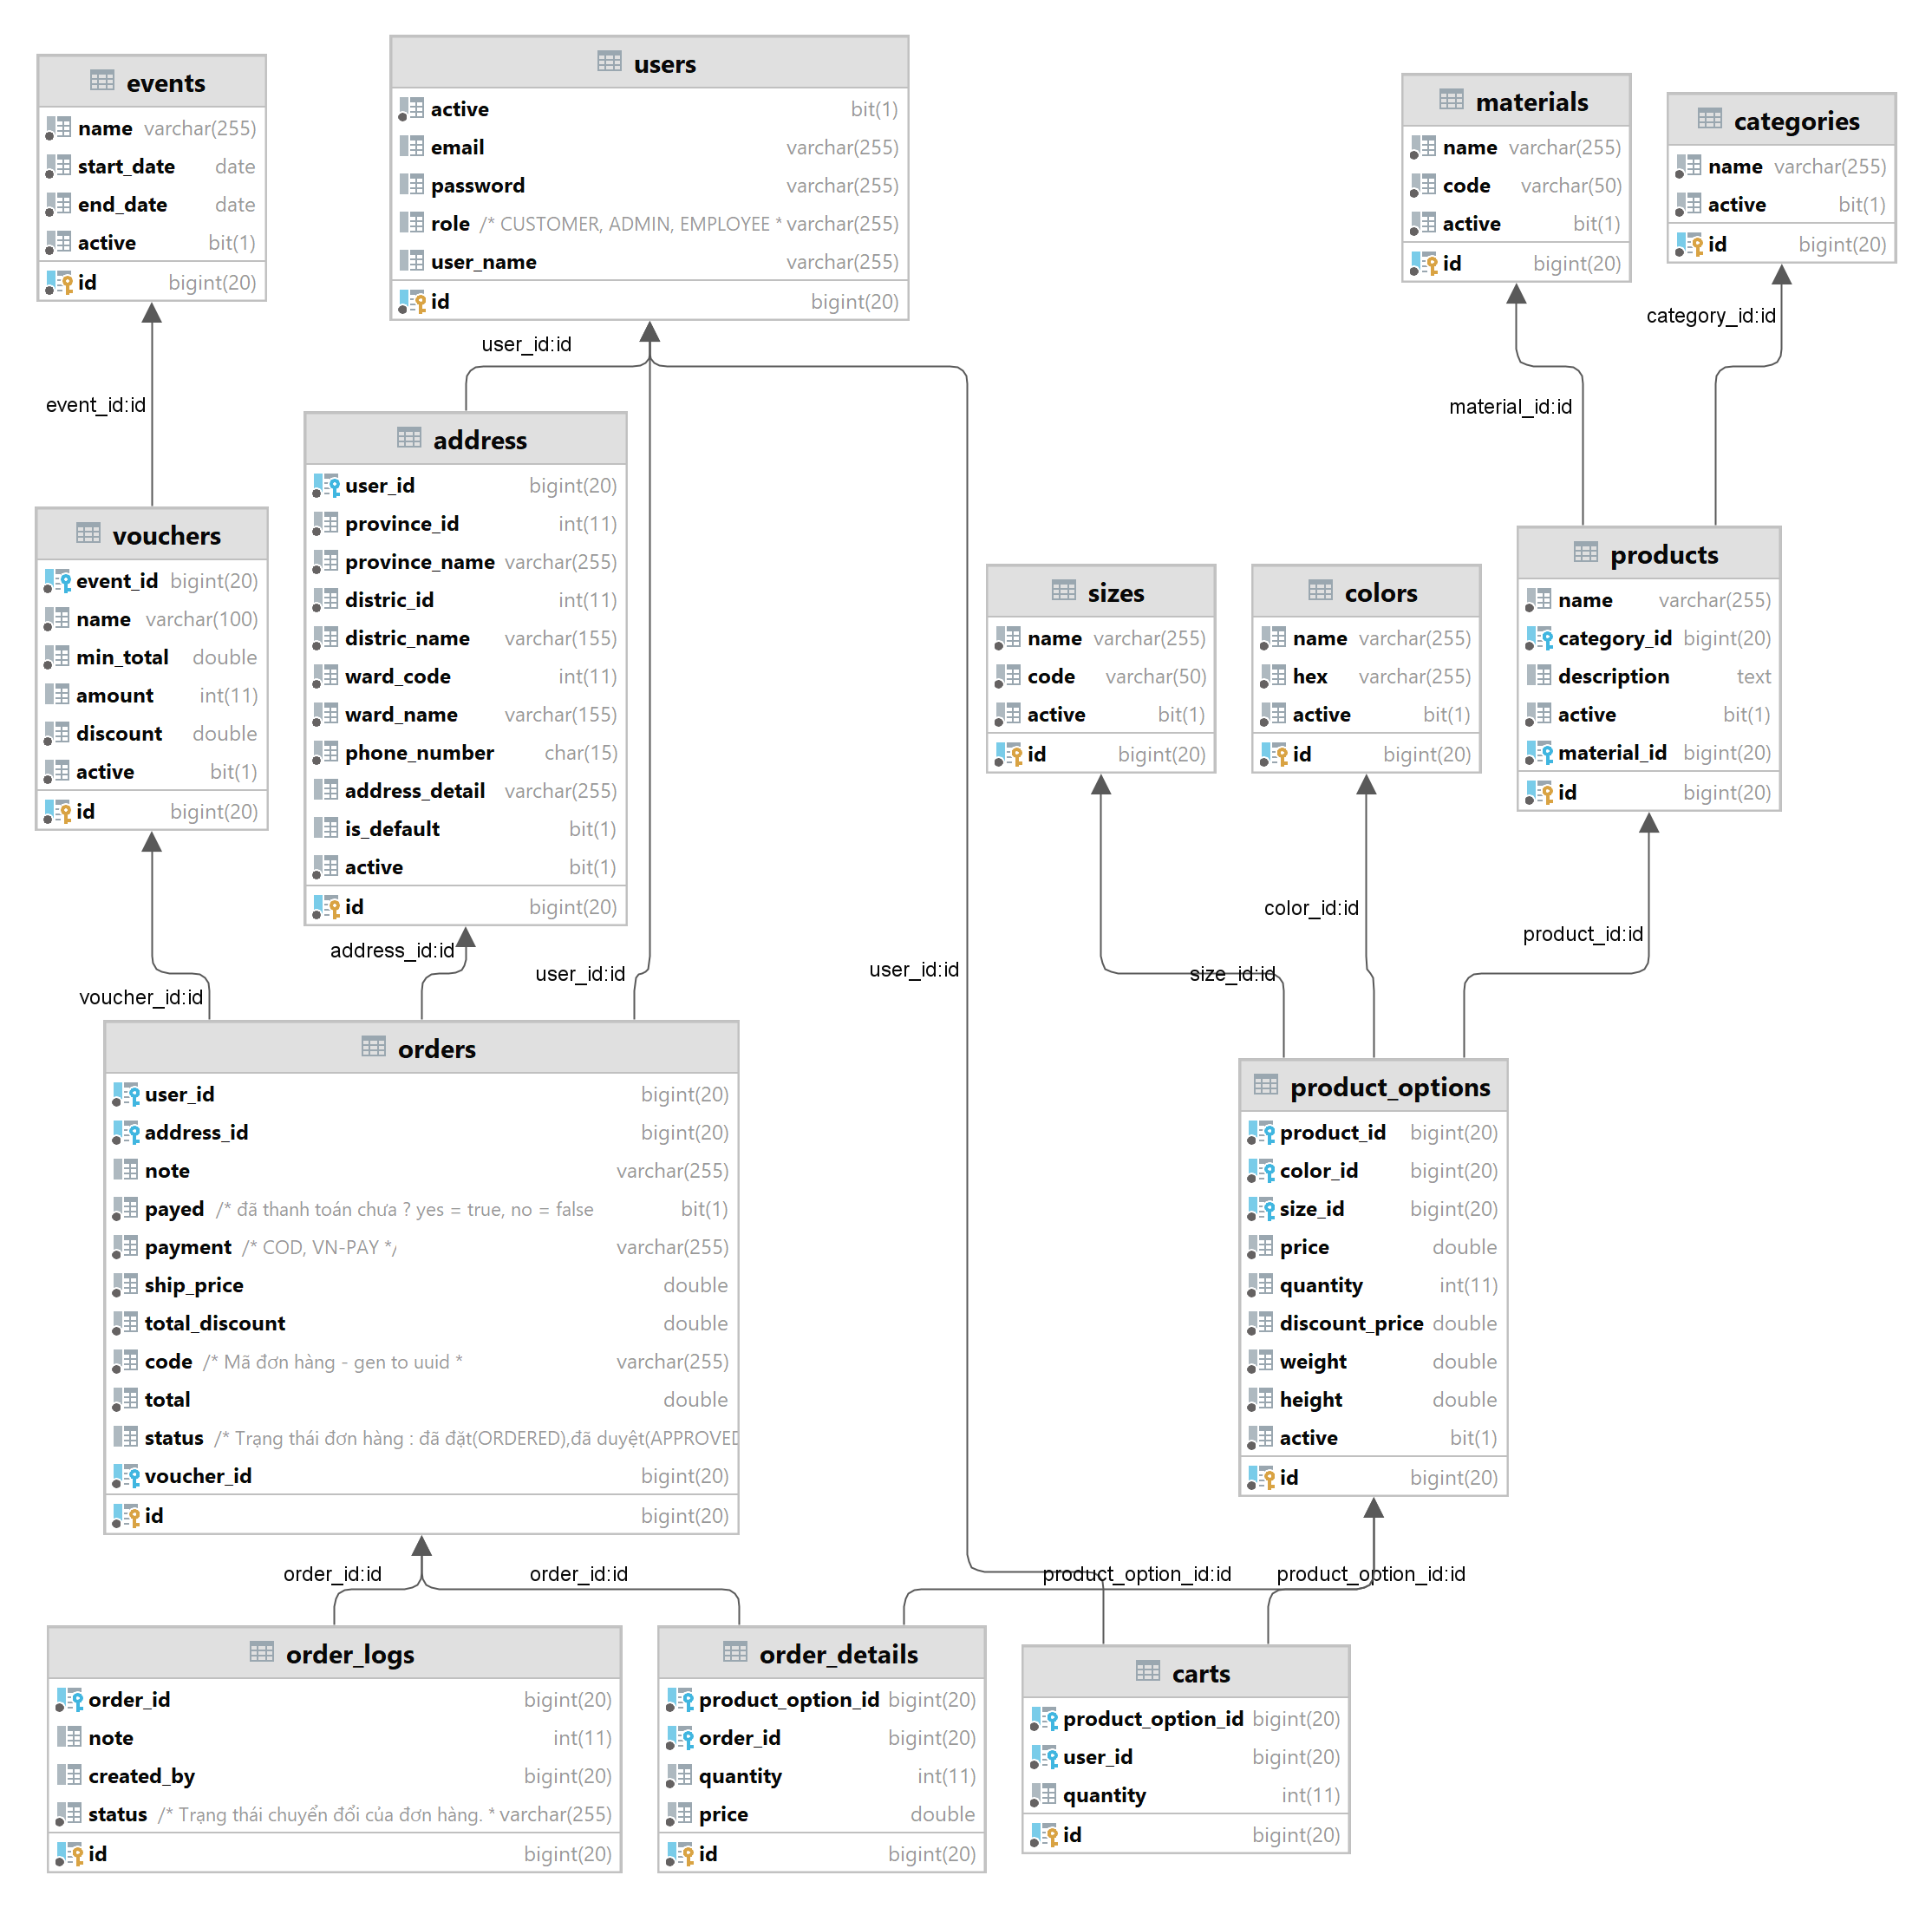 events
name varchar(255)
start_date date
end_date date
active bit(1)
id bigint(20)
users
active bit(1)
email varchar(255)
password varchar(255)
role /* CUSTOMER, ADMIN, EMPLOYEE * varchar(255)
user_name varchar(255)
id bigint(20)
materials
name varchar(255)
code varchar(50)
active bit(1)
id bigint(20)
categories
name varchar(255)
active bit(1)
id bigint(20)
user_id:id
category_id:id
event_id:id
material_id:id
address
user_id bigint(20)
province_id int(11)
province_name varchar(255)
distric_id int(11)
distric_name varchar(155)
ward_code int(11)
ward_name varchar(155)
phone_number char(15)
address_detail varchar(255)
is_default bit(1)
active bit(1)
id bigint(20)
vouchers
event_id bigint(20)
name varchar(100)
min_total double
amount int(11)
discount double
active bit(1)
id bigint(20)
sizes
name varchar(255)
code varchar(50)
active bit(1)
id bigint(20)
colors
name varchar(255)
hex varchar(255)
active bit(1)
id bigint(20)
products
name varchar(255)
category_id bigint(20)
description text
active bit(1)
material_id bigint(20)
id bigint(20)
voucher_id:id
address_id:id
user_id:id
user_id:id
size_id:id
color_id:id
product_id:id
orders
user_id bigint(20)
address_id bigint(20)
note varchar(255)
payed /* đã thanh toán chưa ? yes = true, no = false bit(1)
payment /* COD, VN-PAY */ varchar(255)
ship_price double
total_discount double
code /* Mã đơn hàng - gen to uuid * varchar(255)
total double
status /* Trạng thái đơn hàng : đã đặt(ORDERED),đã duyệt(APPROVED
voucher_id bigint(20)
id bigint(20)
product_options
product_id bigint(20)
color_id bigint(20)
size_id bigint(20)
price double
quantity int(11)
discount_price double
weight double
height double
active bit(1)
id bigint(20)
order_id:id
order_id:id
product_option_id:id
product_option_id:id
order_logs
order_id bigint(20)
note int(11)
created_by bigint(20)
status /* Trạng thái chuyển đổi của đơn hàng. * varchar(255)
id bigint(20)
order_details
product_option_id bigint(20)
order_id bigint(20)
quantity int(11)
price double
id bigint(20)
carts
product_option_id bigint(20)
user_id bigint(20)
quantity int(11)
id bigint(20)